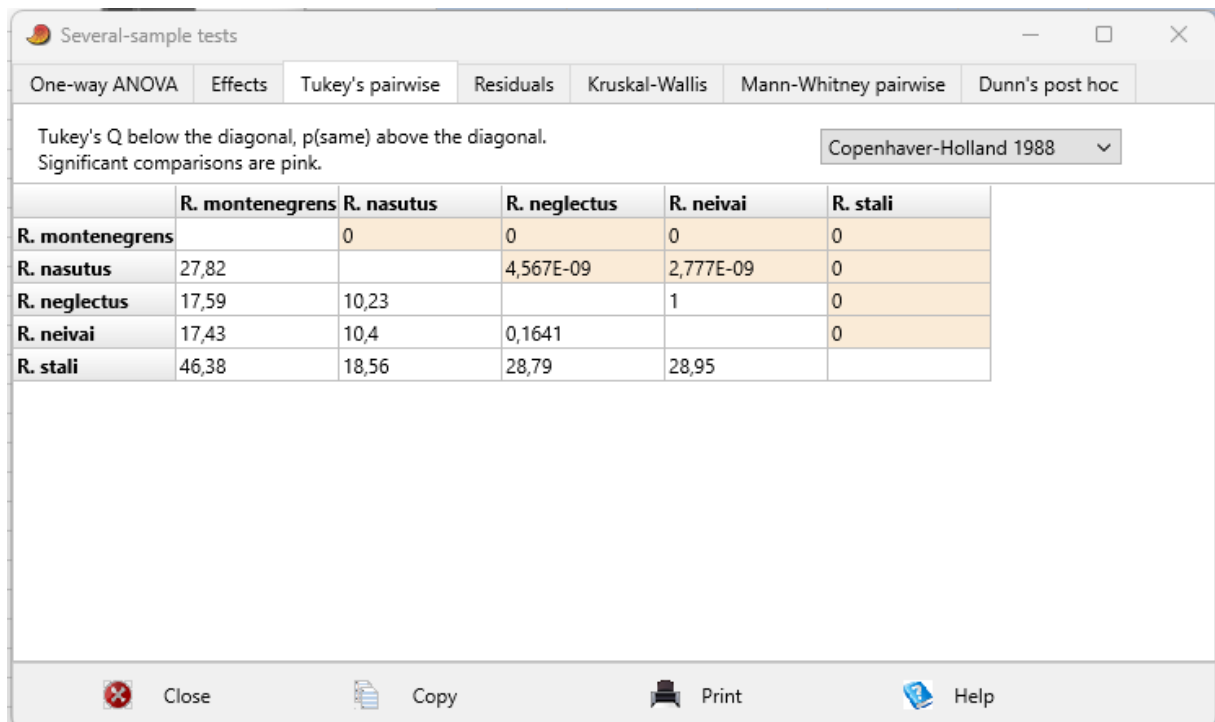 Several-sample tests
One-way ANOVA Effects Tukey's pairwise Residuals Kruskal-Wallis Mann-Whitney pairwise Dunn's post hoc
Tukey's Q below the diagonal, p(same) above the diagonal.
Significant comparisons are pink.
Copenhaver-Holland 1988
R. montenegrens R. nasutus R. neglectus R. neivai R. stali
R. montenegrens 0 0 0 0
R. nasutus 27,82 4,567E-09 2,777E-09 0
R. neglectus 17,59 10,23 1 0
R. neivai 17,43 10,4 0,1641 0
R. stali 46,38 18,56 28,79 28,95
Close Copy Print Help